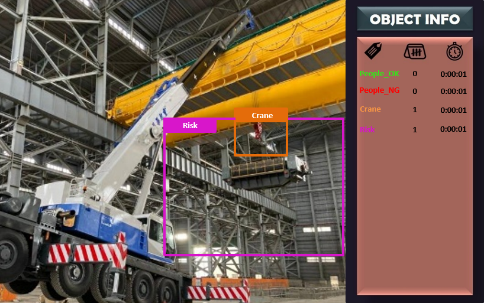 OBJECT INFO
People_OK 0 0:00:01
People_NG 0 0:00:01
Crane 1 0:00:01
Risk 1 0:00:01
Crane
Risk